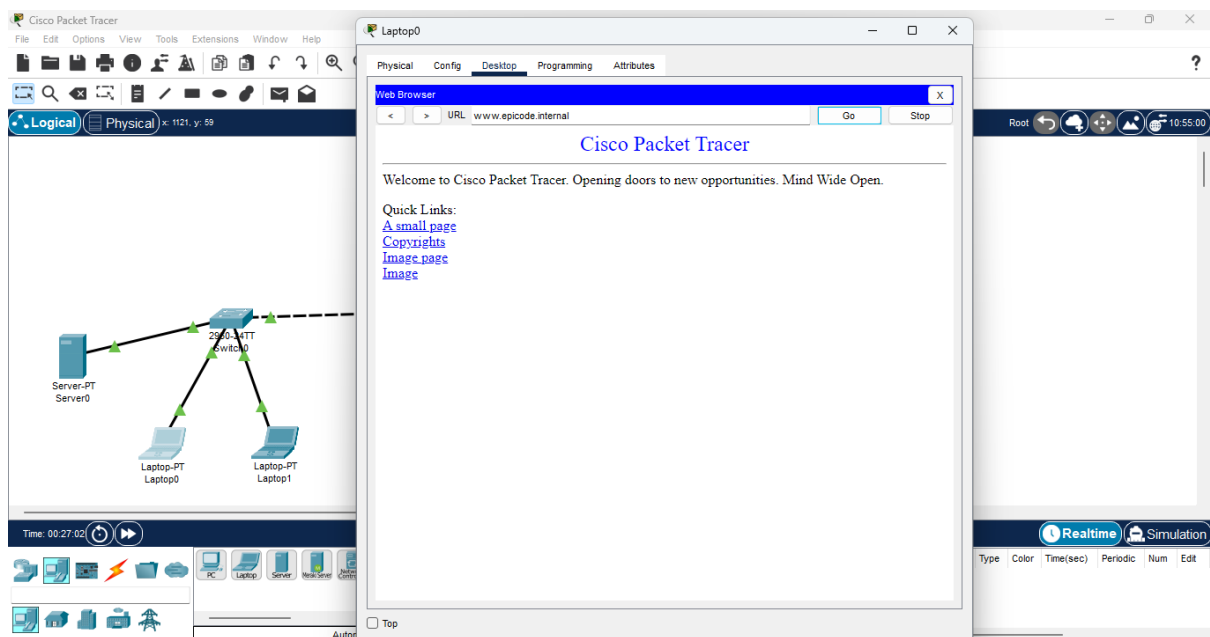 Cisco Packet Tracer
File Edit Options View Tools Extensions Window Help
Logical Physical x: 1121, y: 59
Root 10:55:00
Laptop0
Physical Config Desktop Programming Attributes
Web Browser X
< > URL www.epicode.internal Go Stop
Cisco Packet Tracer
Welcome to Cisco Packet Tracer. Opening doors to new opportunities. Mind Wide Open.
Quick Links:
A small page
Copyrights
Image page
Image
Top
?
Switch0
Server-PT
Server0
Laptop-PT
Laptop0
Laptop-PT
Laptop1
Time: 00:27:02
Realtime Simulation
PC Laptop Server
Type Color Time(sec) Periodic Num Edit